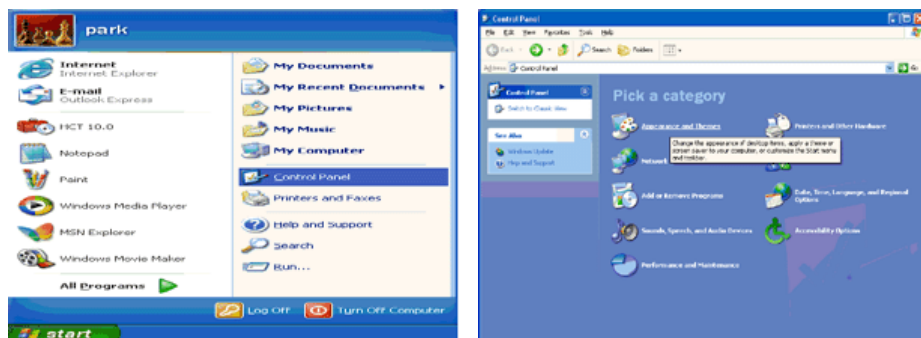 park
Internet
Internet Explorer
E-mail
Outlook Express
HCT 10.0
Notepad
Paint
Windows Media Player
MSN Explorer
Windows Movie Maker
All Programs
My Documents
My Recent Documents
My Pictures
My Music
My Computer
Control Panel
Printers and Faxes
Help and Support
Search
Run...
Log Off
Turn Off Computer
start
Control Panel
File Edit View Favorites Tools Help
Back Search Folders
Address Control Panel Go
Control Panel
Switch to Classic View
See Also
Windows Update
Help and Support
Pick a category
Appearance and Themes
Printers and Other Hardware
Change the appearance of desktop items, apply a theme or
screen saver to your computer, or customize the Start menu
and taskbar.
Network
Add or Remove Programs
Date, Time, Language, and Regional
Options
Sounds, Speech, and Audio Devices
Accessibility Options
Performance and Maintenance